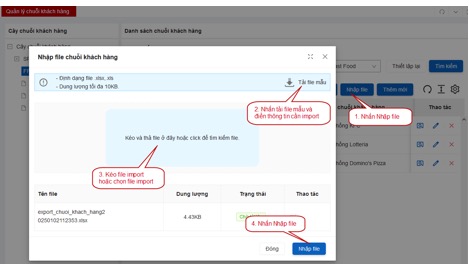 Quản lý chuỗi khách hàng
Cây chuỗi khách hàng
Danh sách chuỗi khách hàng
Nhập file chuỗi khách hàng
- Định dạng file .xlsx, xls
- Dung lượng tối đa 10KB.
Tải file mẫu
Thiết lập lại
Tìm kiếm
Nhập file
Thêm mới
2. Nhấn tải file mẫu và
điền thông tin cần import
1. Nhấn Nhập file
chuỗi khách hàng
Thao tác
Kéo và thả file ở đây hoặc click để tìm kiếm file.
hống Lotteria
hống Domino's Pizza
3. Kéo file import
hoặc chọn file import
Tên file
Dung lượng
Trạng thái
Thao tác
export_chuoi_khach_hang2
0250102112353.xlsx
4.43KB
4. Nhấn Nhập file
Đóng
Nhập file